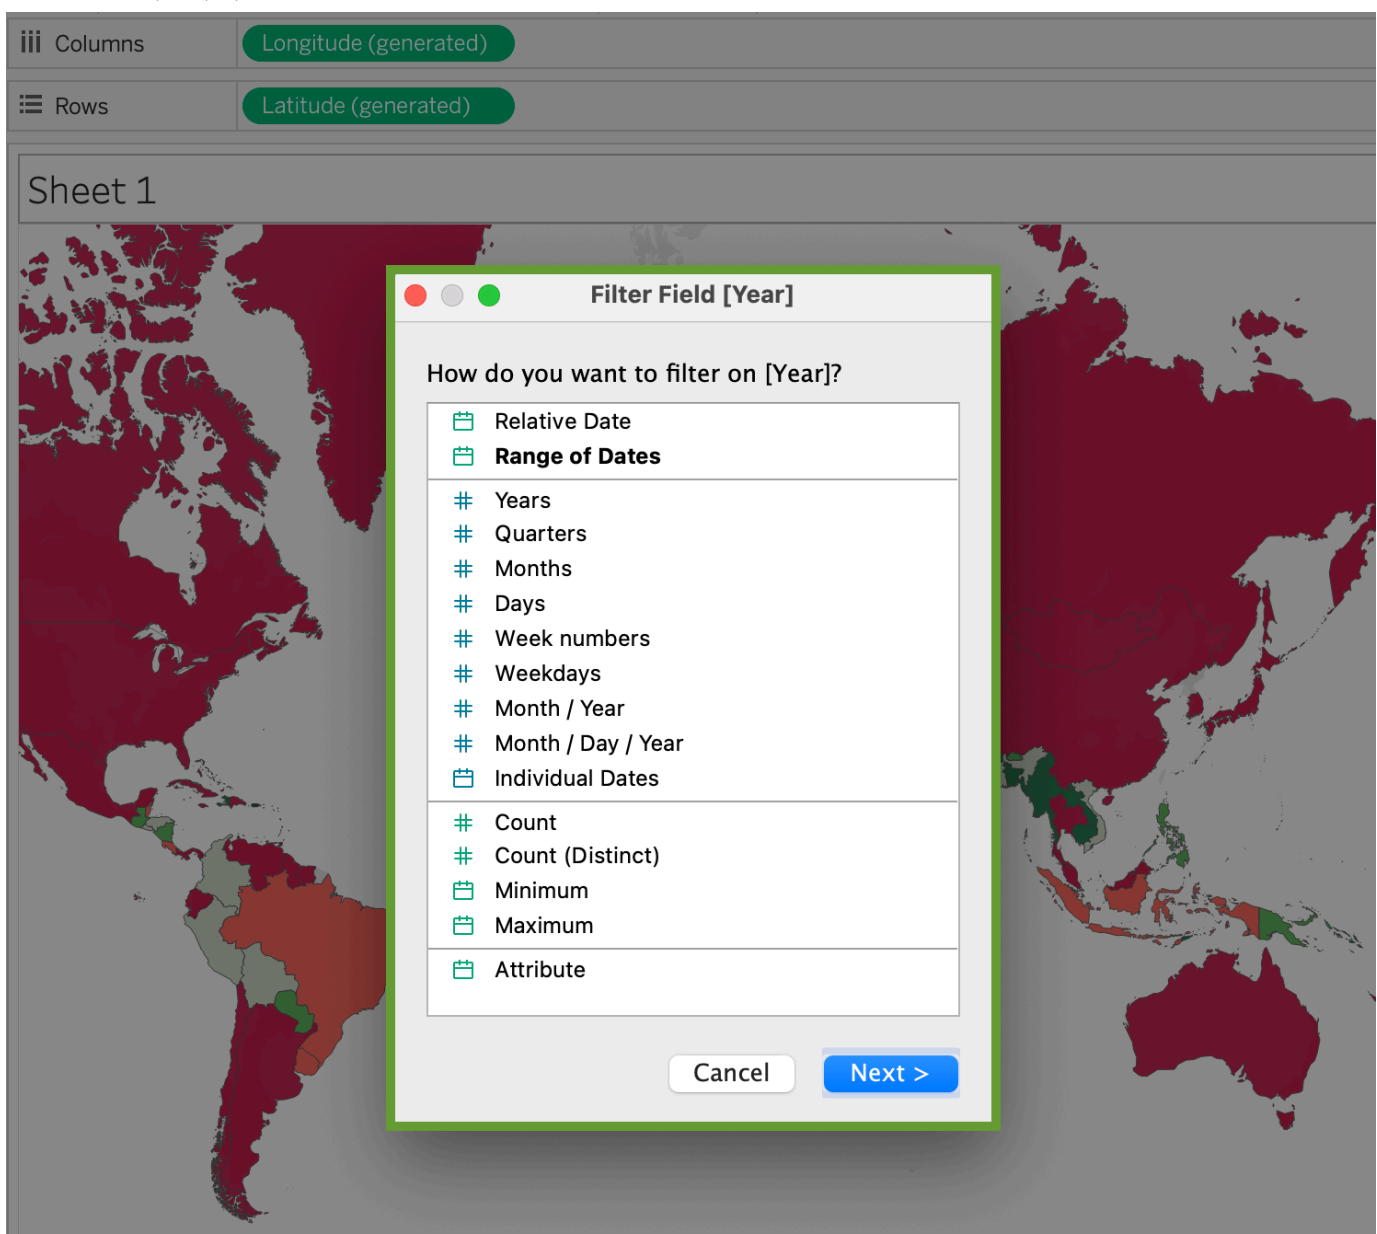 Columns
Longitude (generated)
Rows
Latitude (generated)
Sheet 1
Filter Field [Year]
How do you want to filter on [Year]?
Relative Date
Range of Dates
Years
Quarters
Months
Days
Week numbers
Weekdays
Month / Year
Month / Day / Year
Individual Dates
Count
Count (Distinct)
Minimum
Maximum
Attribute
Cancel
Next >